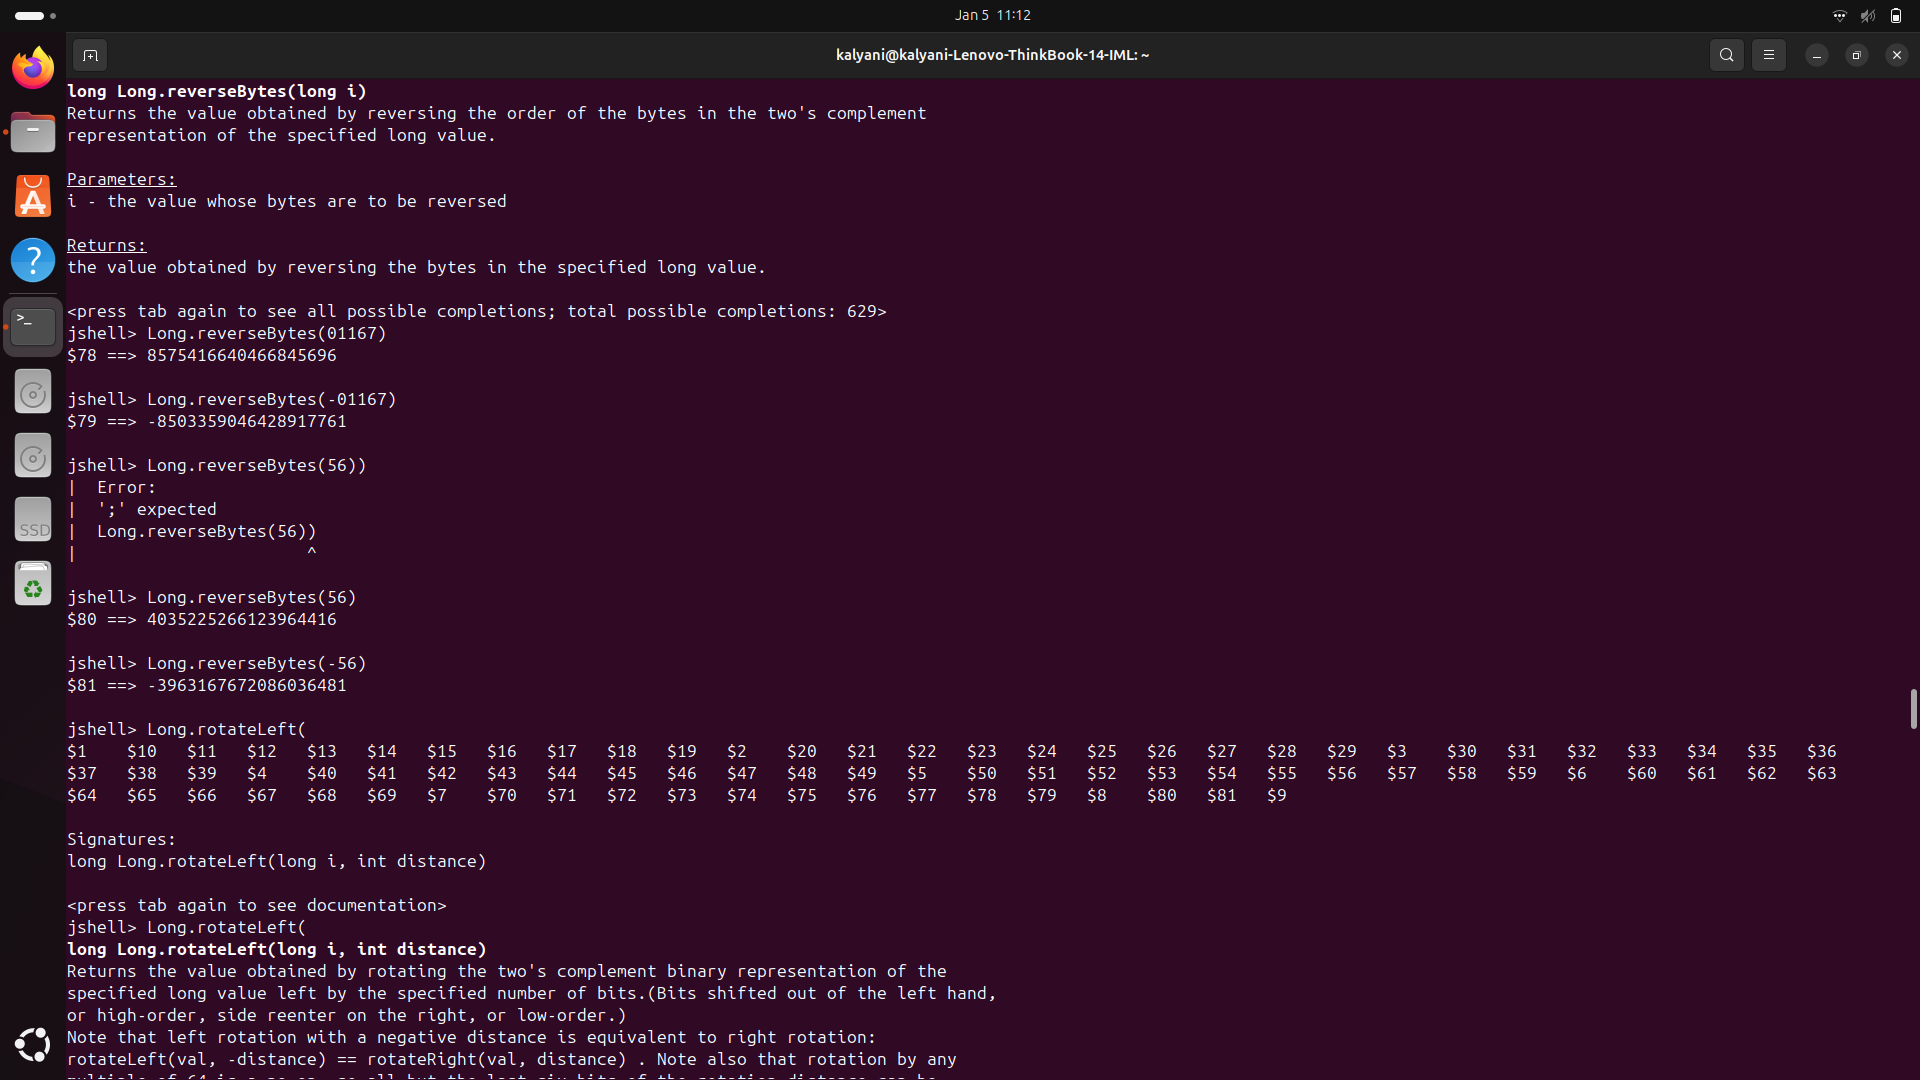 Jan 5 11:12
kalyani@kalyani-Lenovo-ThinkBook-14-IML: ~
long Long.reverseBytes(long i)
Returns the value obtained by reversing the order of the bytes in the two's complement
representation of the specified long value.
Parameters:
i - the value whose bytes are to be reversed
Returns:
the value obtained by reversing the bytes in the specified long value.
<press tab again to see all possible completions; total possible completions: 629>
jshell> Long.reverseBytes(01167)
$78 ==> 8575416640466845696
jshell> Long.reverseBytes(-01167)
$79 ==> -8503359046428917761
jshell> Long.reverseBytes(56))
|  Error:
|  ';' expected
|  Long.reverseBytes(56))
|                        ^
jshell> Long.reverseBytes(56)
$80 ==> 4035225266123964416
jshell> Long.reverseBytes(-56)
$81 ==> -3963167672086036481
jshell> Long.rotateLeft(
$1 $10 $11 $12 $13 $14 $15 $16 $17 $18 $19 $2 $20 $21 $22 $23 $24 $25 $26 $27 $28 $29 $3 $30 $31 $32 $33 $34 $35 $36
$37 $38 $39 $4 $40 $41 $42 $43 $44 $45 $46 $47 $48 $49 $5 $50 $51 $52 $53 $54 $55 $56 $57 $58 $59 $6 $60 $61 $62 $63
$64 $65 $66 $67 $68 $69 $7 $70 $71 $72 $73 $74 $75 $76 $77 $78 $79 $8 $80 $81 $9
Signatures:
long Long.rotateLeft(long i, int distance)
<press tab again to see documentation>
jshell> Long.rotateLeft(
long Long.rotateLeft(long i, int distance)
Returns the value obtained by rotating the two's complement binary representation of the
specified long value left by the specified number of bits.(Bits shifted out of the left hand,
or high-order, side reenter on the right, or low-order.)
Note that left rotation with a negative distance is equivalent to right rotation:
rotateLeft(val, -distance) == rotateRight(val, distance) . Note also that rotation by any
SSD